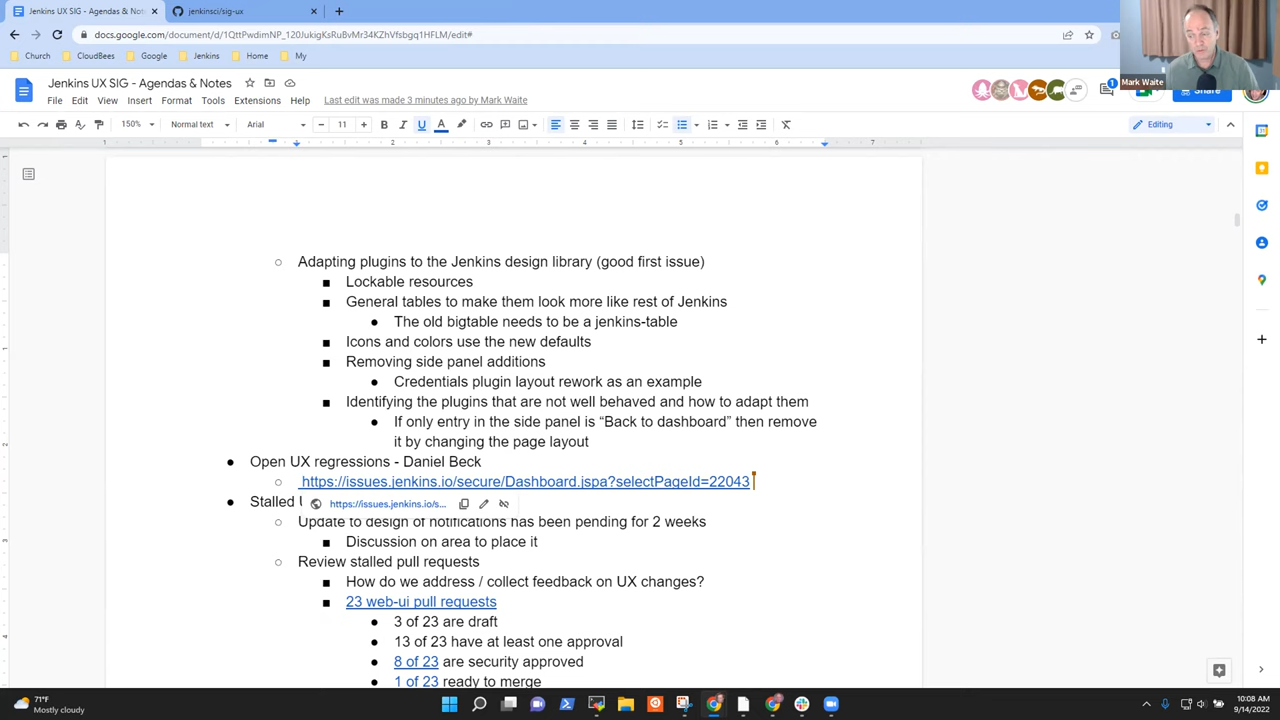 Jenkins UX SIG - Agendas & Not
jenkinsci/sig-ux
docs.google.com/document/d/1QttPwdimNP_120JukigKsRuBvMr34KZhVfsbgq1HFLM/edit#
Church
CloudBees
Google
Jenkins
Home
My
Mark Waite
Jenkins UX SIG - Agendas & Notes
File Edit View Insert Format Tools Extensions Help Last edit was made 3 minutes ago by Mark Waite
1
Share
150% Normal text Arial 11 Editing
1 1 2 3 4 5 6 7
○ Adapting plugins to the Jenkins design library (good first issue)
■ Lockable resources
■ General tables to make them look more like rest of Jenkins
● The old bigtable needs to be a jenkins-table
■ Icons and colors use the new defaults
■ Removing side panel additions
● Credentials plugin layout rework as an example
■ Identifying the plugins that are not well behaved and how to adapt them
● If only entry in the side panel is “Back to dashboard” then remove
it by changing the page layout
● Open UX regressions - Daniel Beck
○ https://issues.jenkins.io/secure/Dashboard.jspa?selectPageId=22043
● Stalled
https://issues.jenkins.io/s...
○ Update to design of notifications has been pending for 2 weeks
■ Discussion on area to place it
○ Review stalled pull requests
■ How do we address / collect feedback on UX changes?
■ 23 web-ui pull requests
● 3 of 23 are draft
● 13 of 23 have at least one approval
● 8 of 23 are security approved
● 1 of 23 ready to merge
71°F
Mostly cloudy
10:08 AM
9/14/2022